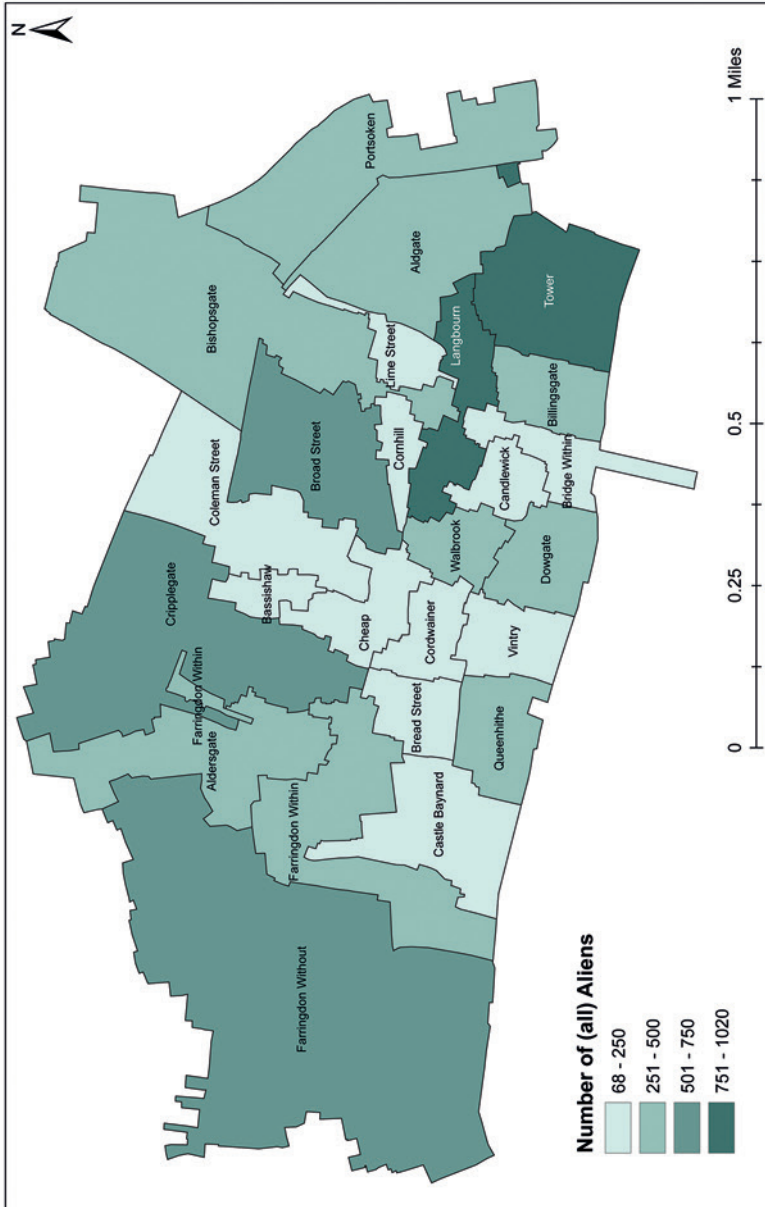 N
Portsoken
Bishopsgate
Aldgate
Tower
Lime Street
Langbourn
Billingsgate
Coleman Street
Broad Street
Cornhill
Candlewick
Bridge Within
Walbrook
Dowgate
Cripplegate
Bassishaw
Cheap
Cordwainer
Vintry
Farringdon Within
Aldersgate
Bread Street
Queenhithe
Farringdon Within
Castle Baynard
Farringdon Without
Number of (all) Aliens
68 - 250
251 - 500
501 - 750
751 - 1020
0
0.25
0.5
1 Miles